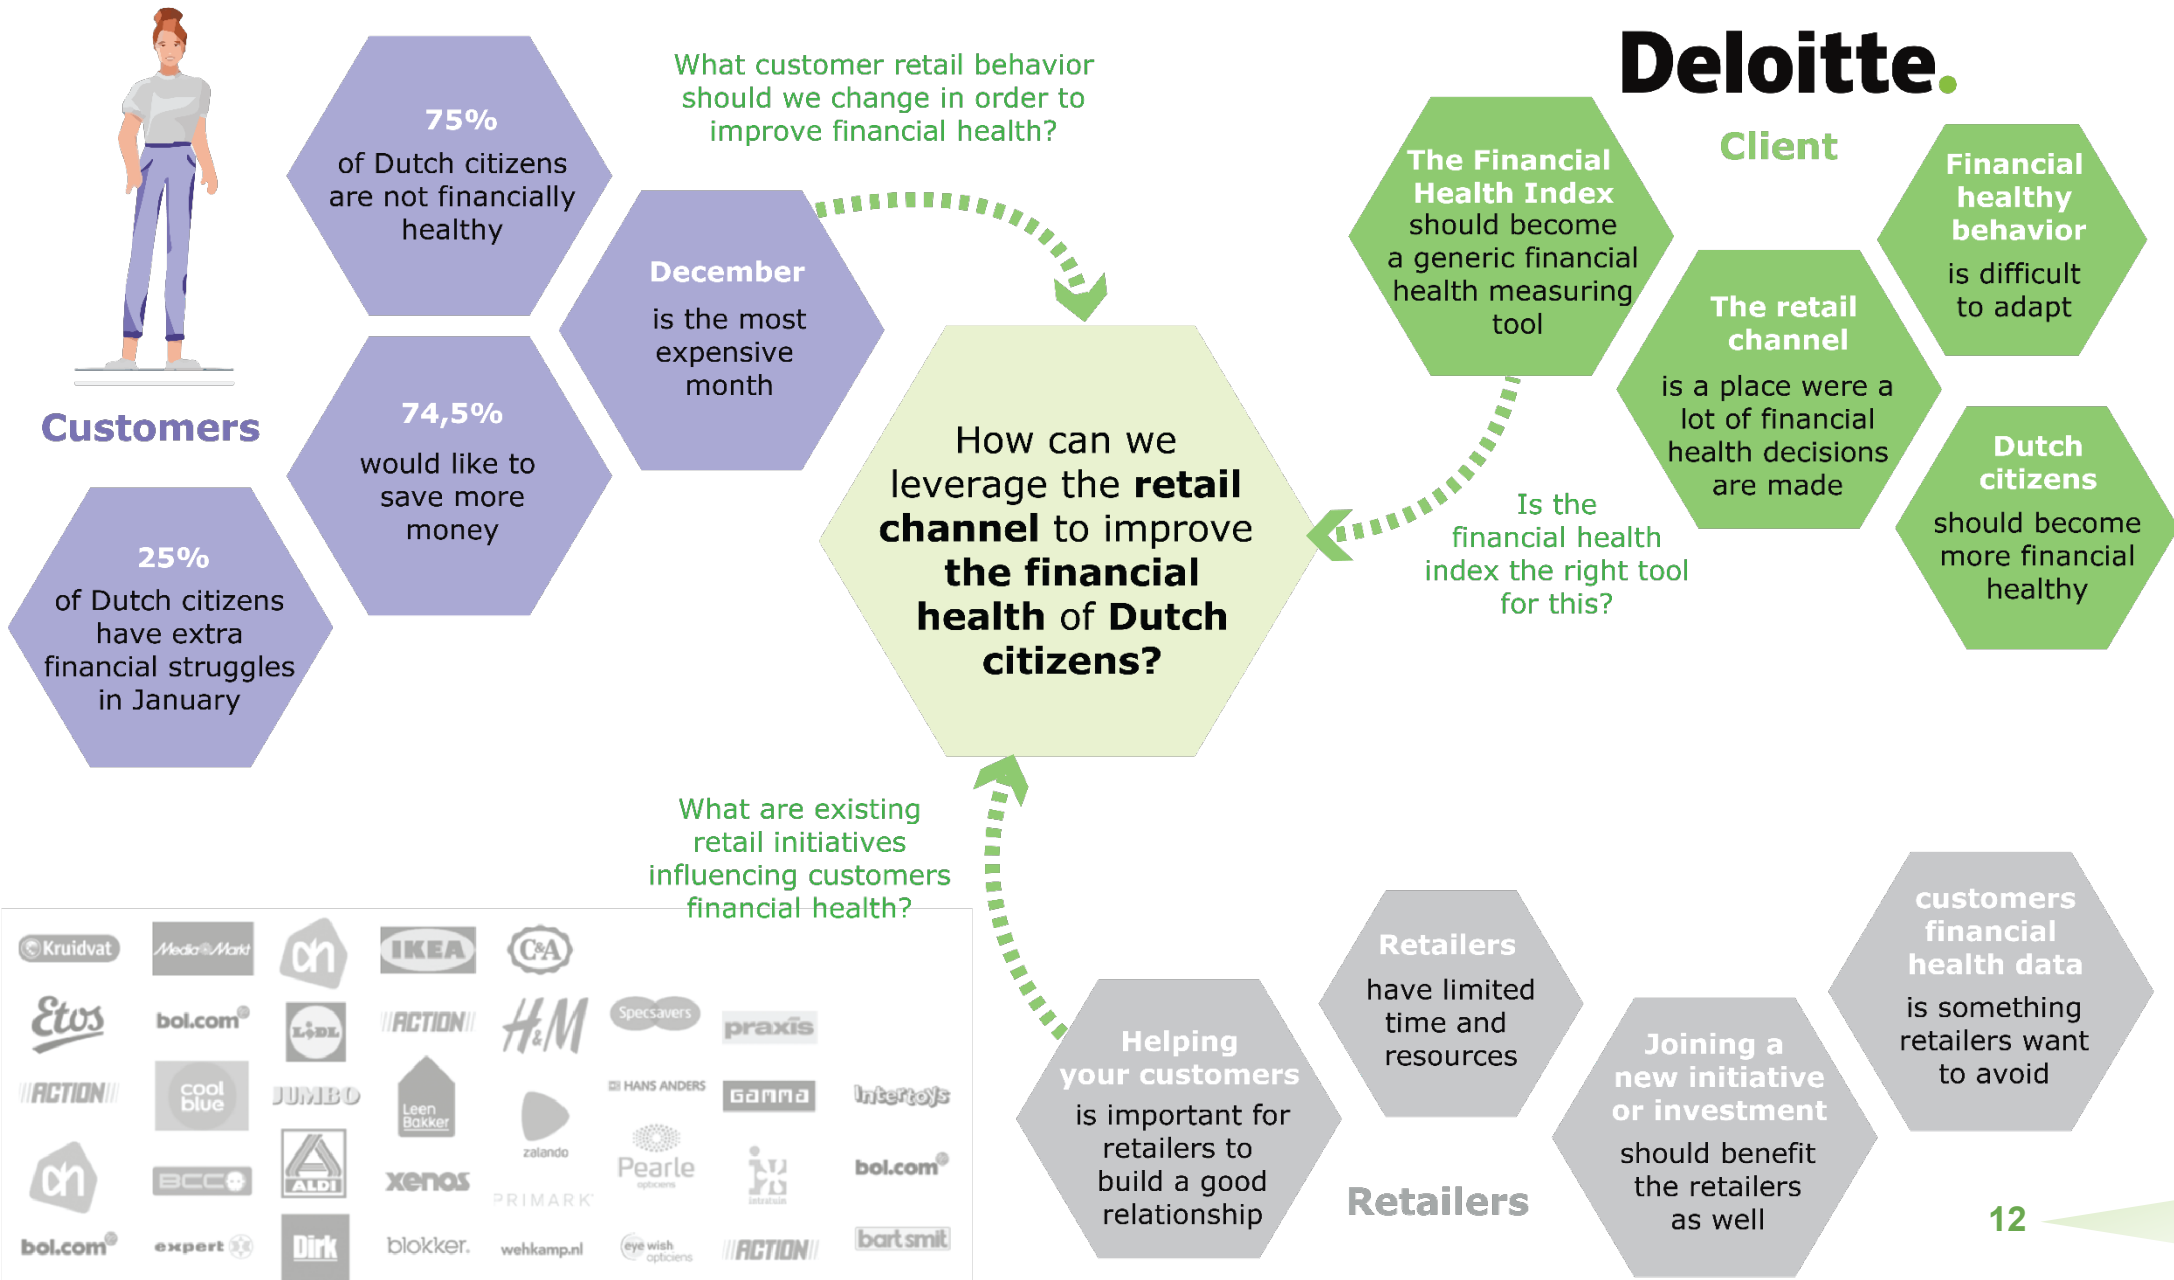 75%
of Dutch citizens
are not financially
healthy
December
is the most
expensive
month
74,5%
would like to
save more
money
Customers
25%
of Dutch citizens
have extra
financial struggles
in January
What customer retail behavior
should we change in order to
improve financial health?
How can we
leverage the retail
channel to improve
the financial
health of Dutch
citizens?
Deloitte.
Client
The Financial
Health Index
should become
a generic financial
health measuring
tool
The retail
channel
is a place were a
lot of financial
health decisions
are made
Financial
healthy
behavior
is difficult
to adapt
Dutch
citizens
should become
more financial
healthy
Is the
financial health
index the right tool
for this?
What are existing
retail initiatives
influencing customers
financial health?
Kruidvat
Media Markt
ah
IKEA
C&A
Etos
bol.com
LIDL
ACTION
H&M
Specsavers
praxis
ACTION
cool
blue
JUMBO
Leen
Bakker
zalando
HANS ANDERS
GAMMA
Intertoys
ah
BCC
ALDI
xenos
PRIMARK
Pearle
opticiens
intratuin
bol.com
bol.com
expert
Dirk
blokker.
wehkamp.nl
eye wish
opticiens
ACTION
bart smit
Helping
your customers
is important for
retailers to
build a good
relationship
Retailers
have limited
time and
resources
Retailers
Joining a
new initiative
or investment
should benefit
the retailers
as well
customers
financial
health data
is something
retailers want
to avoid
12